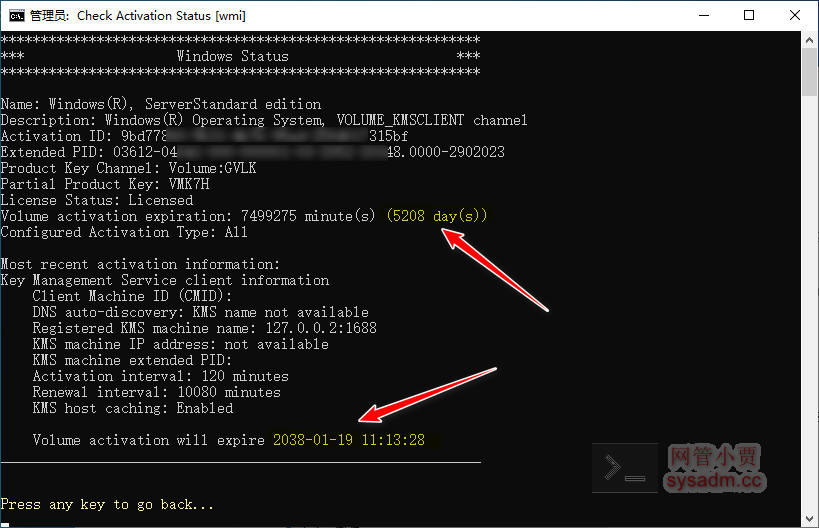 管理员: Check Activation Status [wmi]
************************************************************
*** Windows Status ***
************************************************************
Name: Windows(R), ServerStandard edition
Description: Windows(R) Operating System, VOLUME_KMSCLIENT channel
Activation ID: 9bd778 315bf
Extended PID: 03612-04 48.0000-2902023
Product Key Channel: Volume:GVLK
Partial Product Key: VMK7H
License Status: Licensed
Volume activation expiration: 7499275 minute(s) (5208 day(s))
Configured Activation Type: All
Most recent activation information:
Key Management Service client information
Client Machine ID (CMID):
DNS auto-discovery: KMS name not available
Registered KMS machine name: 127.0.0.2:1688
KMS machine IP address: not available
KMS machine extended PID:
Activation interval: 120 minutes
Renewal interval: 10080 minutes
KMS host caching: Enabled
Volume activation will expire 2038-01-19 11:13:28
____________________________________________________________
Press any key to go back...
>_ 网管小贾
sysadm.cc